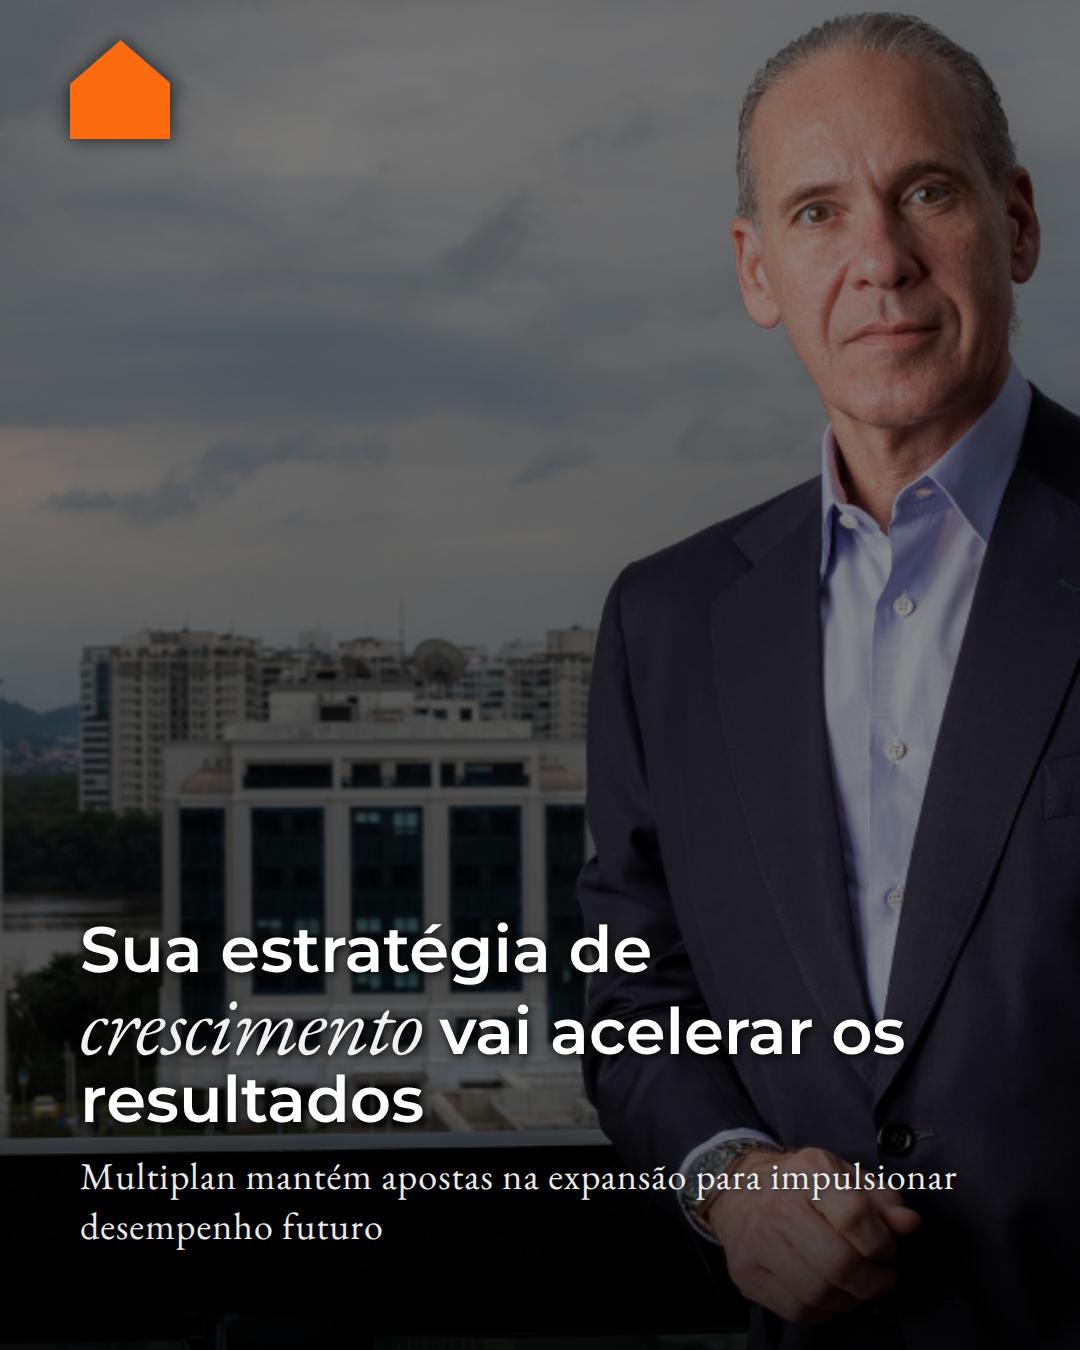 Sua estratégia de
crescimento vai acelerar os
resultados
Multiplan mantém apostas na expansão para impulsionar
desempenho futuro